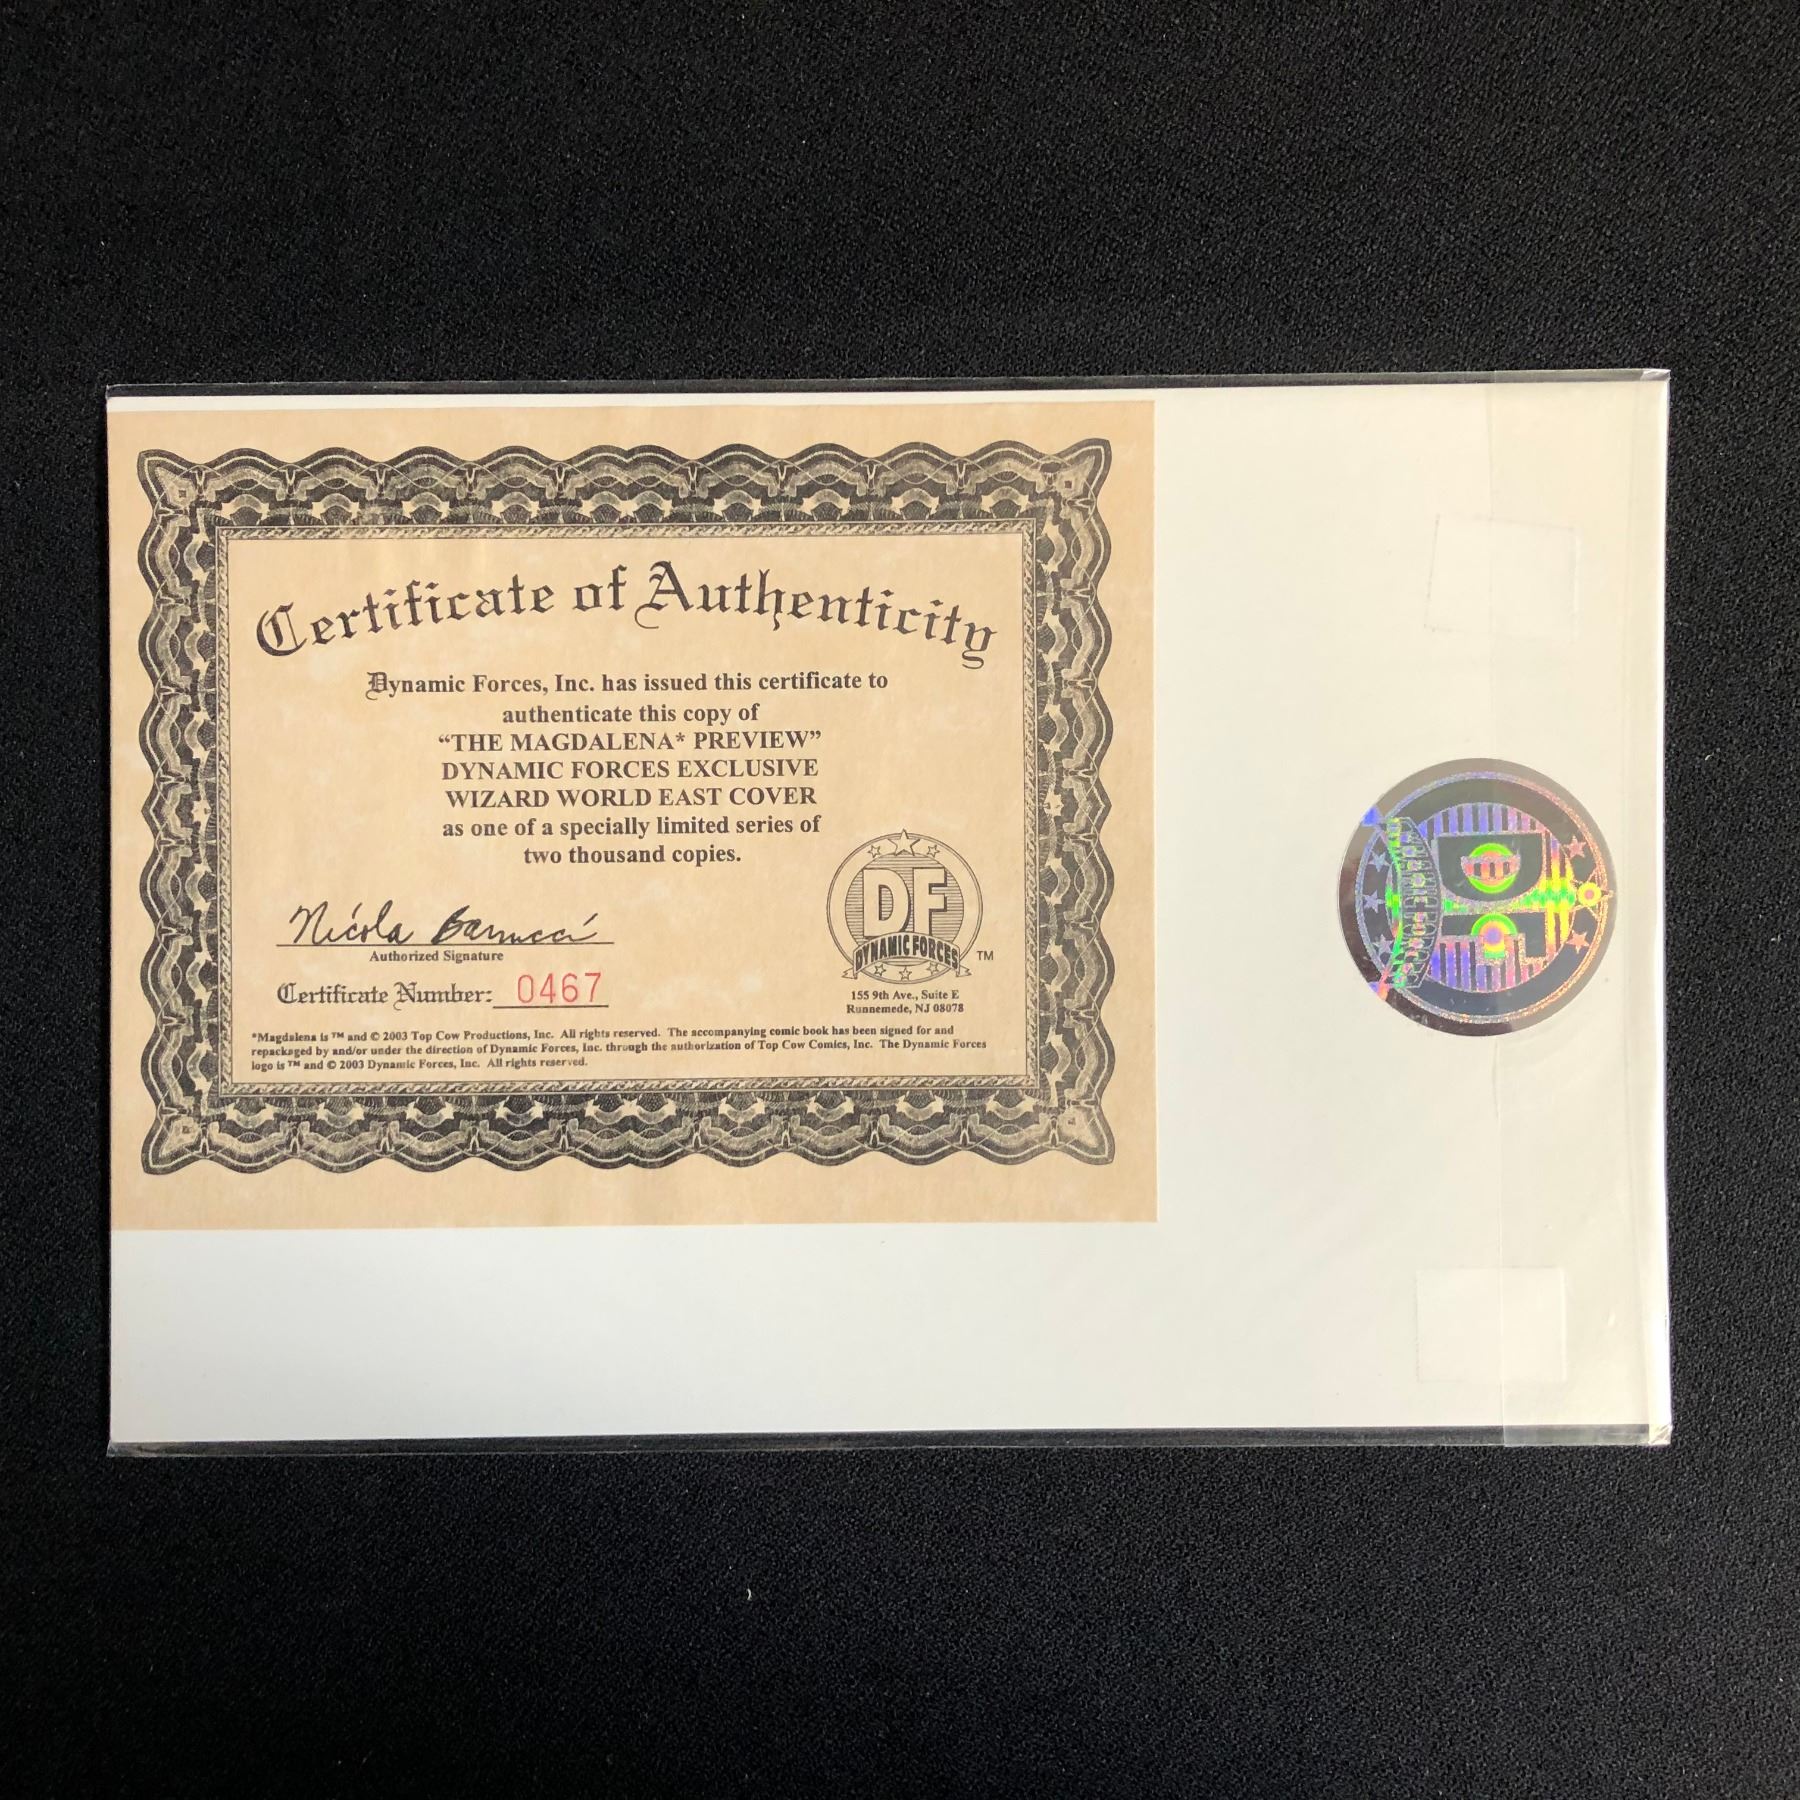 Certificate of Authenticity
Dynamic Forces, Inc. has issued this certificate to
authenticate this copy of
“THE MAGDALENA* PREVIEW”
DYNAMIC FORCES EXCLUSIVE
WIZARD WORLD EAST COVER
as one of a specially limited series of
two thousand copies.
Nicola Barrucci
Authorized Signature
Certificate Number: 0467
DF
DYNAMIC FORCES
TM
155 9th Ave., Suite E
Runnemede, NJ 08078
*Magdalena is ™ and © 2003 Top Cow Productions, Inc. All rights reserved. The accompanying comic book has been signed for and
repackaged by and/or under the direction of Dynamic Forces, Inc. through the authorization of Top Cow Comics, Inc. The Dynamic Forces
logo is ™ and © 2003 Dynamic Forces, Inc. All rights reserved.
DF
DYNAMIC FORCES